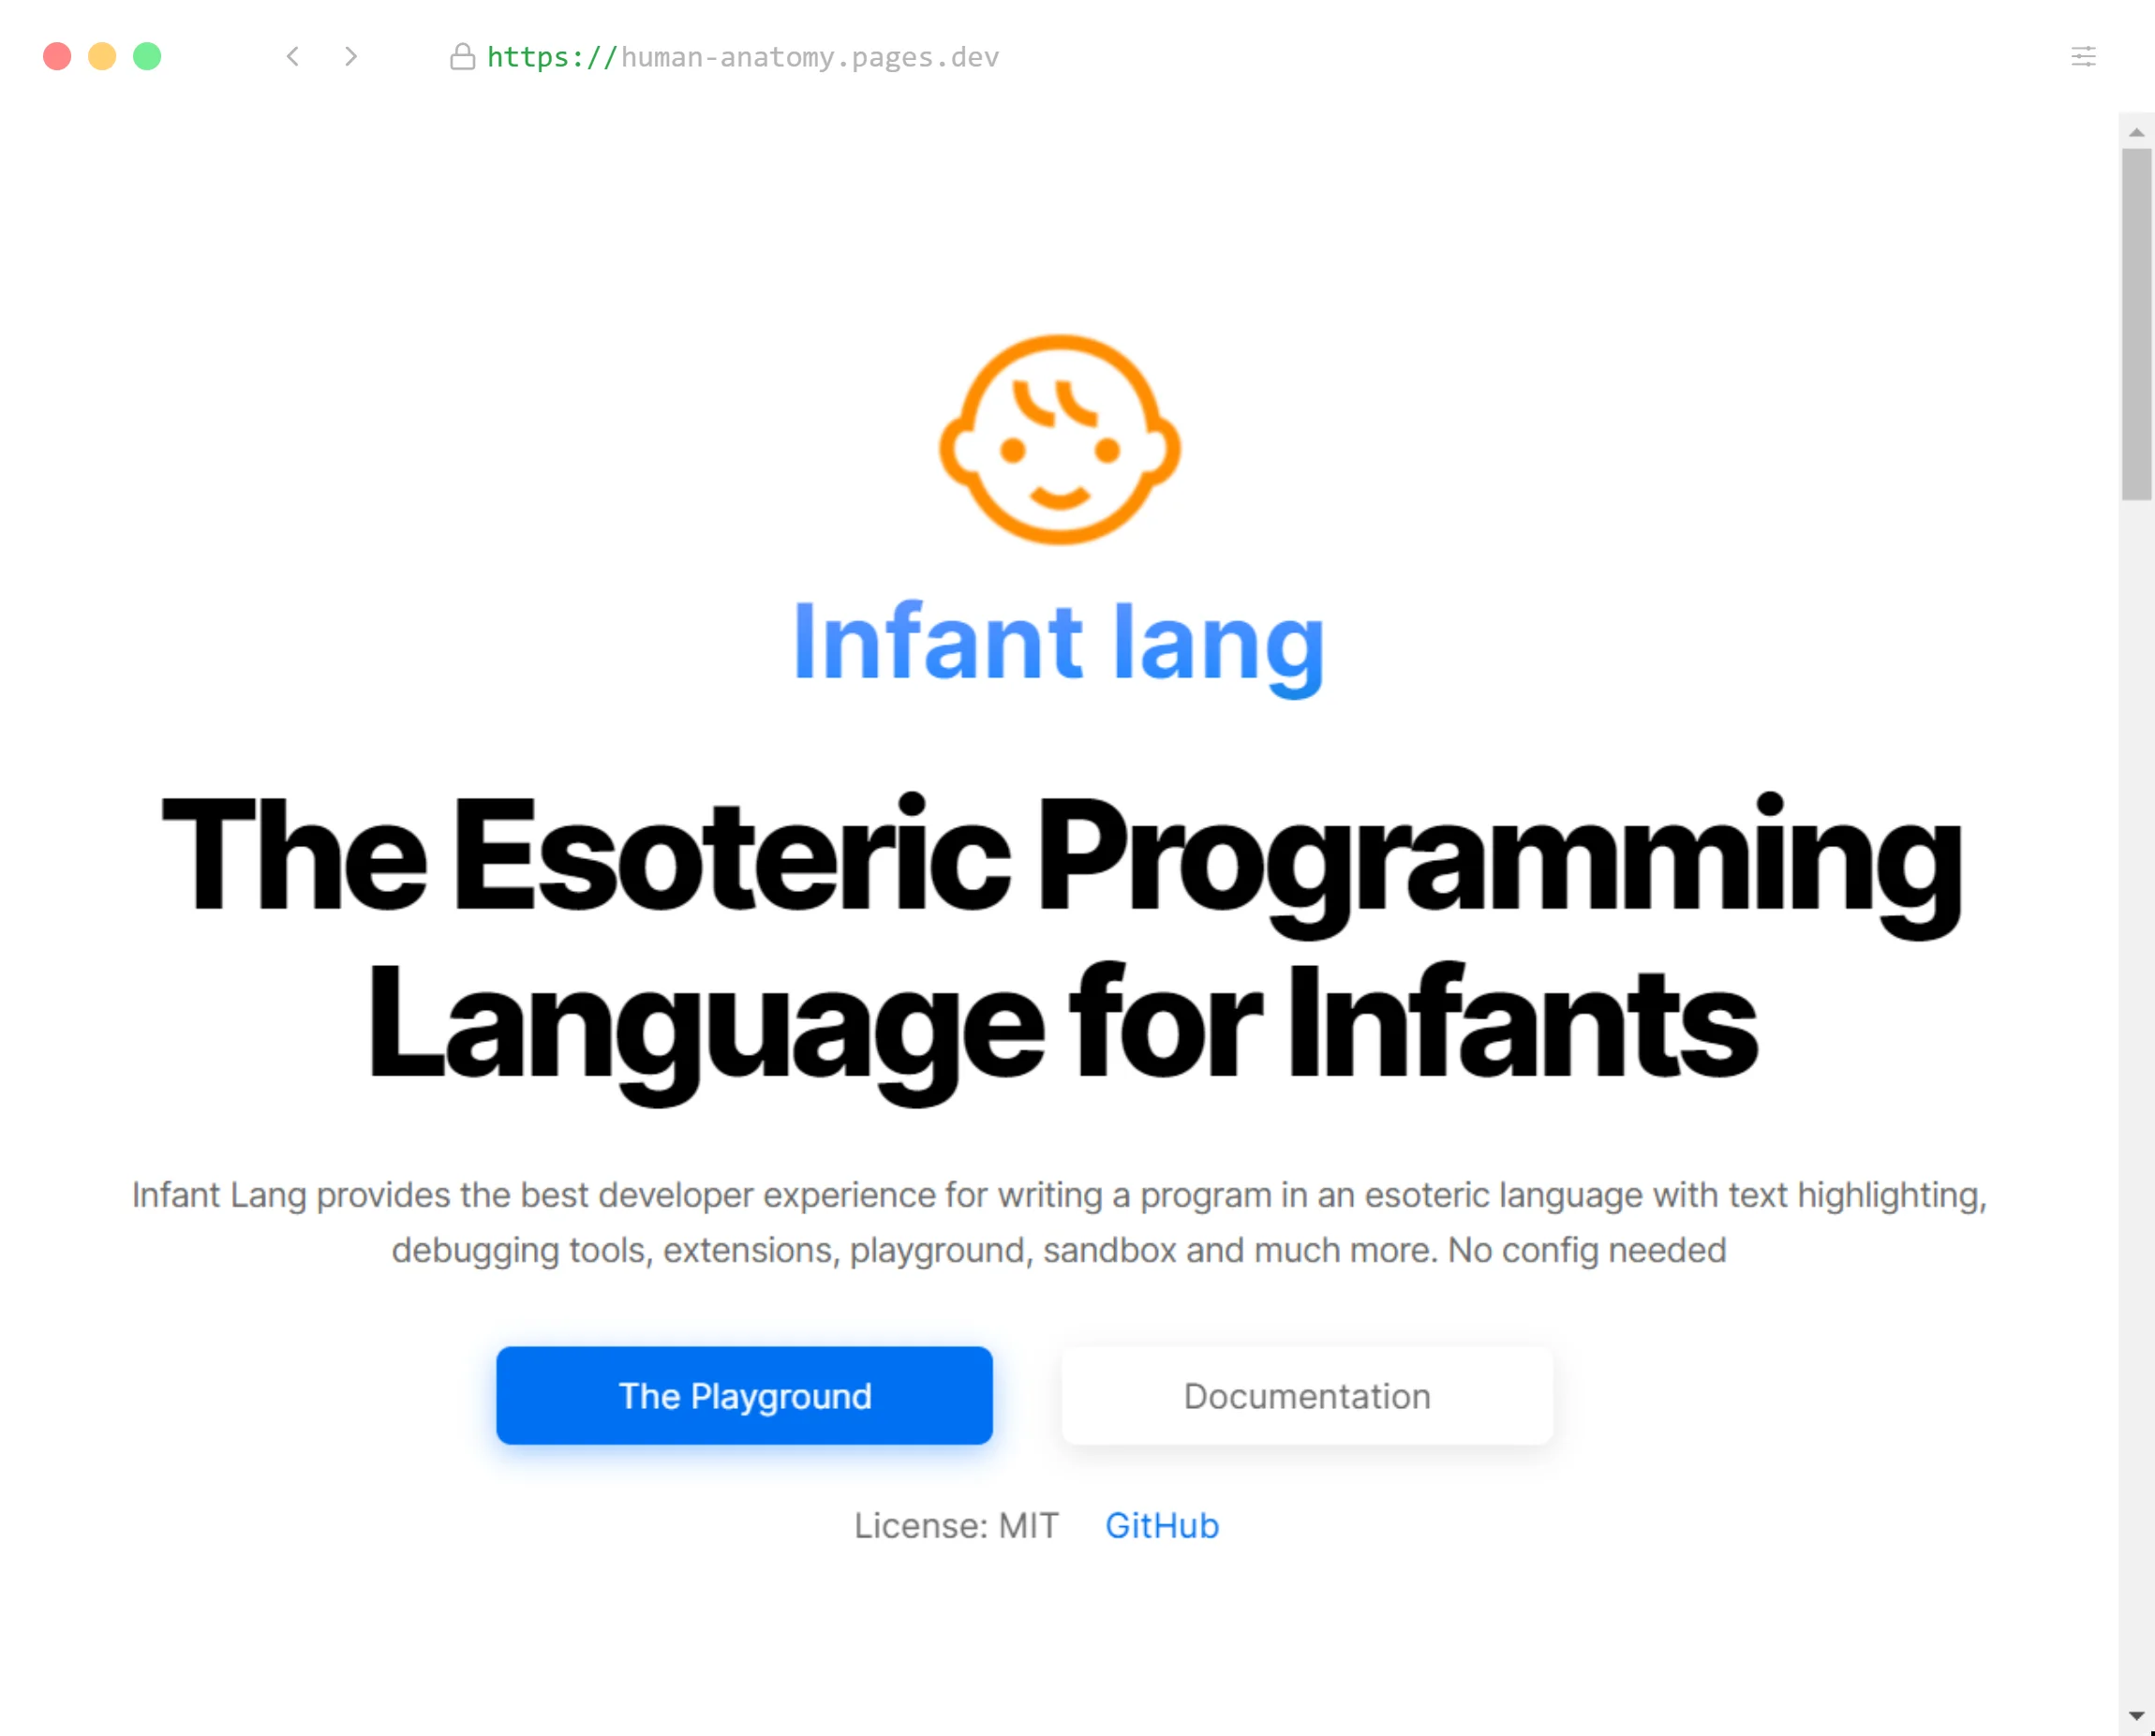 https://human-anatomy.pages.dev
Infant lang
The Esoteric Programming
Language for Infants
Infant Lang provides the best developer experience for writing a program in an esoteric language with text highlighting,
debugging tools, extensions, playground, sandbox and much more. No config needed
The Playground Documentation
License: MIT GitHub